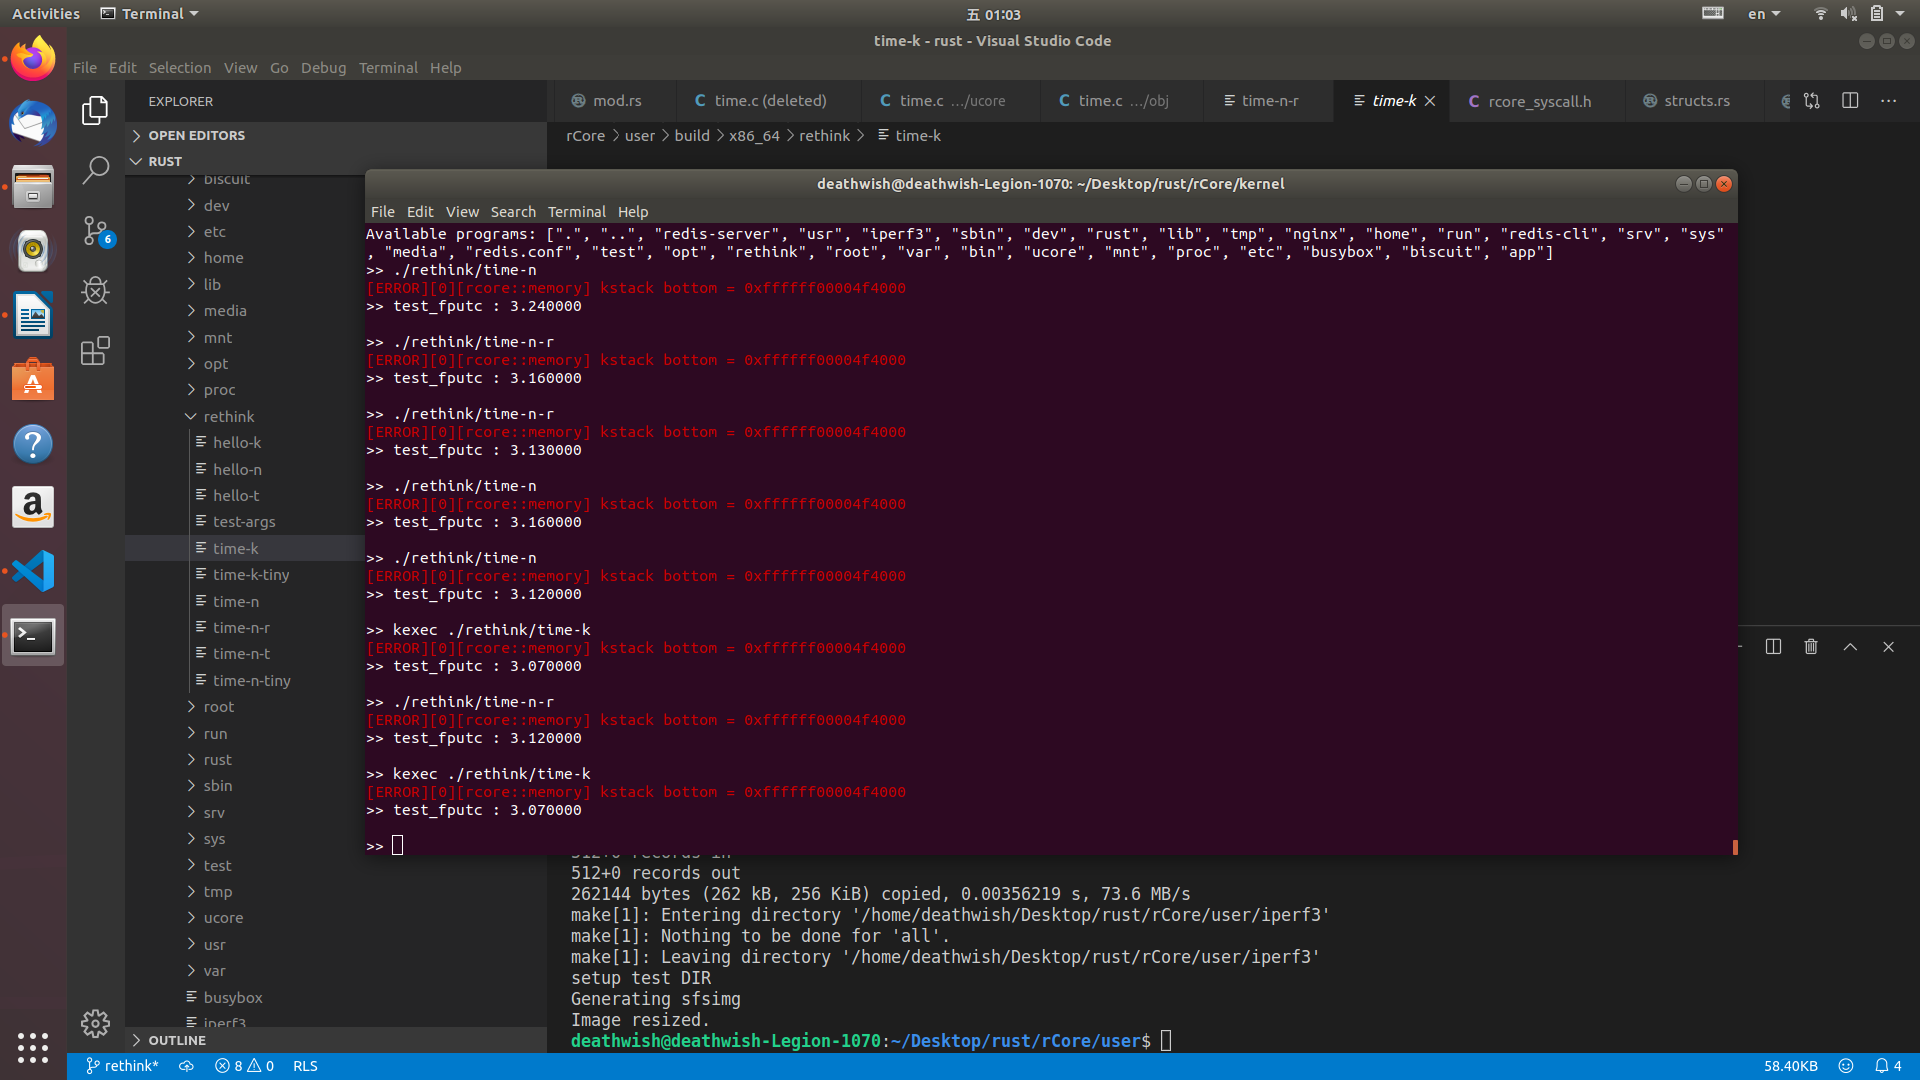 Activities
Terminal
五 01:03
en
time-k - rust - Visual Studio Code
File Edit Selection View Go Debug Terminal Help
EXPLORER
OPEN EDITORS
RUST
biscuit
dev
etc
home
lib
media
mnt
opt
proc
rethink
hello-k
hello-n
hello-t
test-args
time-k
time-k-tiny
time-n
time-n-r
time-n-t
time-n-tiny
root
run
rust
sbin
srv
sys
test
tmp
ucore
usr
var
busybox
iperf3
OUTLINE
6
mod.rs
C time.c (deleted)
C time.c .../ucore
C time.c .../obj
time-n-r
time-k
C rcore_syscall.h
structs.rs
rCore > user > build > x86_64 > rethink > time-k
deathwish@deathwish-Legion-1070: ~/Desktop/rust/rCore/kernel
File Edit View Search Terminal Help
Available programs: [".", "..", "redis-server", "usr", "iperf3", "sbin", "dev", "rust", "lib", "tmp", "nginx", "home", "run", "redis-cli", "srv", "sys"
, "media", "redis.conf", "test", "opt", "rethink", "root", "var", "bin", "ucore", "mnt", "proc", "etc", "busybox", "biscuit", "app"]
>> ./rethink/time-n
[ERROR][0][rcore::memory] kstack bottom = 0xffffff00004f4000
>> test_fputc : 3.240000
>> ./rethink/time-n-r
[ERROR][0][rcore::memory] kstack bottom = 0xffffff00004f4000
>> test_fputc : 3.160000
>> ./rethink/time-n-r
[ERROR][0][rcore::memory] kstack bottom = 0xffffff00004f4000
>> test_fputc : 3.130000
>> ./rethink/time-n
[ERROR][0][rcore::memory] kstack bottom = 0xffffff00004f4000
>> test_fputc : 3.160000
>> ./rethink/time-n
[ERROR][0][rcore::memory] kstack bottom = 0xffffff00004f4000
>> test_fputc : 3.120000
>> kexec ./rethink/time-k
[ERROR][0][rcore::memory] kstack bottom = 0xffffff00004f4000
>> test_fputc : 3.070000
>> ./rethink/time-n-r
[ERROR][0][rcore::memory] kstack bottom = 0xffffff00004f4000
>> test_fputc : 3.120000
>> kexec ./rethink/time-k
[ERROR][0][rcore::memory] kstack bottom = 0xffffff00004f4000
>> test_fputc : 3.070000
>>
512+0 records in
512+0 records out
262144 bytes (262 kB, 256 KiB) copied, 0.00356219 s, 73.6 MB/s
make[1]: Entering directory '/home/deathwish/Desktop/rust/rCore/user/iperf3'
make[1]: Nothing to be done for 'all'.
make[1]: Leaving directory '/home/deathwish/Desktop/rust/rCore/user/iperf3'
setup test DIR
Generating sfsimg
Image resized.
deathwish@deathwish-Legion-1070:~/Desktop/rust/rCore/user$
rethink*
8
0
RLS
58.40KB
4